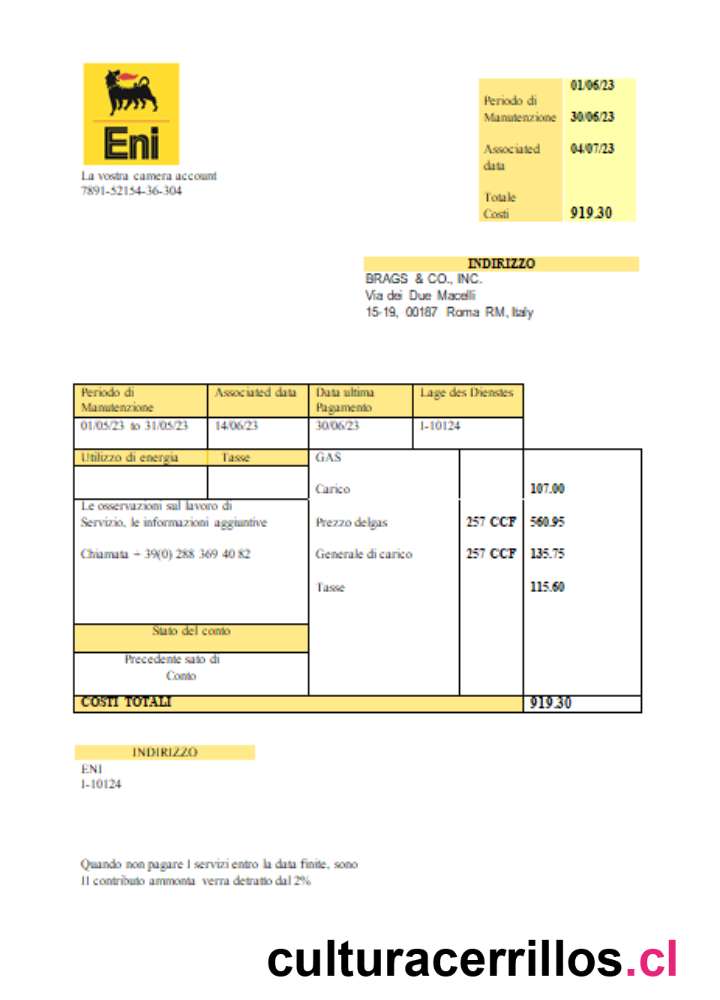 Eni
La vostra camera account
7891-52154-36-304
01/06/23
Periodo di
Manutenzione 30/06/23
Associated 04/07/23
data
Totale
Costi 919.30
INDIRIZZO
BRAGS & CO., INC.
Via dei Due Macelli
15-19, 00187 Roma RM, Italy
Periodo di Associated data Data ultima Lage des Dienstes
Manutenzione Pagamento
01/05/23 to 31/05/23 14/06/23 30/06/23 I-10124
Utilizzo di energia Tasse GAS
Carico 107.00
Le osservazioni sul lavoro di
Servizio, le informazioni aggiuntive Prezzo delgas 257 CCF 560.95
Chiamata + 39(0) 288 369 40 82 Generale di carico 257 CCF 135.75
Tasse 115.60
Stato del conto
Precedente sato di
Conto
COSTI TOTALI 919.30
INDIRIZZO
ENI
I-10124
Quando non pagare I servizi entro la data finite, sono
Il contributo ammonta verra detratto dal 2%
culturacerrillos.cl